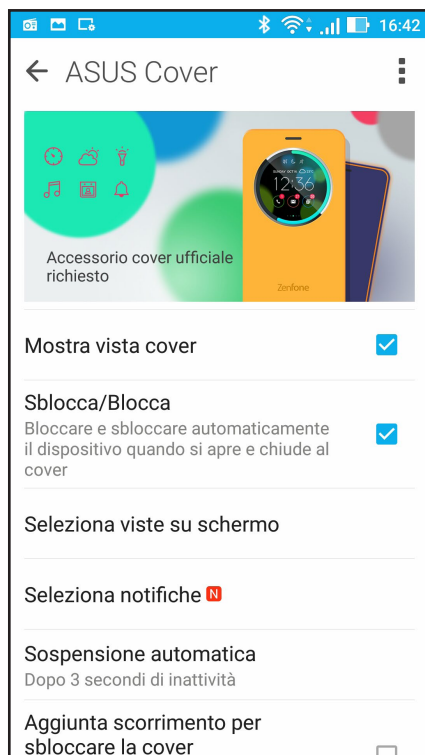 16:42
ASUS Cover
12:36
Accessorio cover ufficiale
richiesto
Zenfone
Mostra vista cover
Sblocca/Blocca
Bloccare e sbloccare automaticamente
il dispositivo quando si apre e chiude al
cover
Seleziona viste su schermo
Seleziona notifiche N
Sospensione automatica
Dopo 3 secondi di inattività
Aggiunta scorrimento per
sbloccare la cover